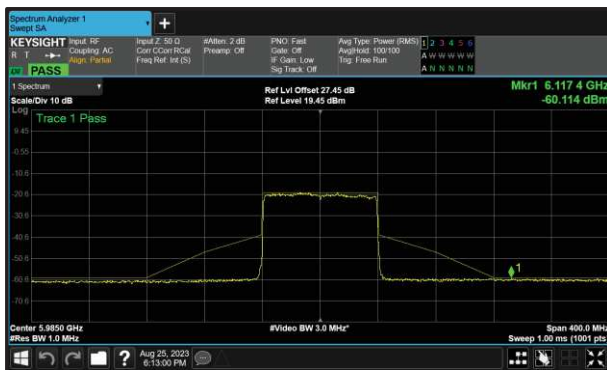 Spectrum Analyzer 1
Swept SA
+
KEYSIGHT
Input: RF
Input Z: 50 Ω
#Atten: 2 dB
PNO: Fast
Avg Type: Power (RMS)
1 2 3 4 5 6
R T
Coupling: AC
Corr CCorr RCal
Preamp: Off
Gate: Off
Avg|Hold: 100/100
A W W W W W
Align: Partial
Freq Ref: Int (S)
IF Gain: Low
Trig: Free Run
PASS
Sig Track: Off
A N N N N N
1 Spectrum
Ref Lvl Offset 27.45 dB
Mkr1 6.117 4 GHz
Scale/Div 10 dB
Ref Level 19.45 dBm
-60.114 dBm
Log
Trace 1 Pass
9.45
-0.55
-10.6
-20.6
-30.6
-40.6
-50.6
1
-60.6
-70.6
Center 5.9850 GHz
#Video BW 3.0 MHz*
Span 400.0 MHz
#Res BW 1.0 MHz
Sweep 1.00 ms (1001 pts)
?
Aug 25, 2023
6:13:00 PM